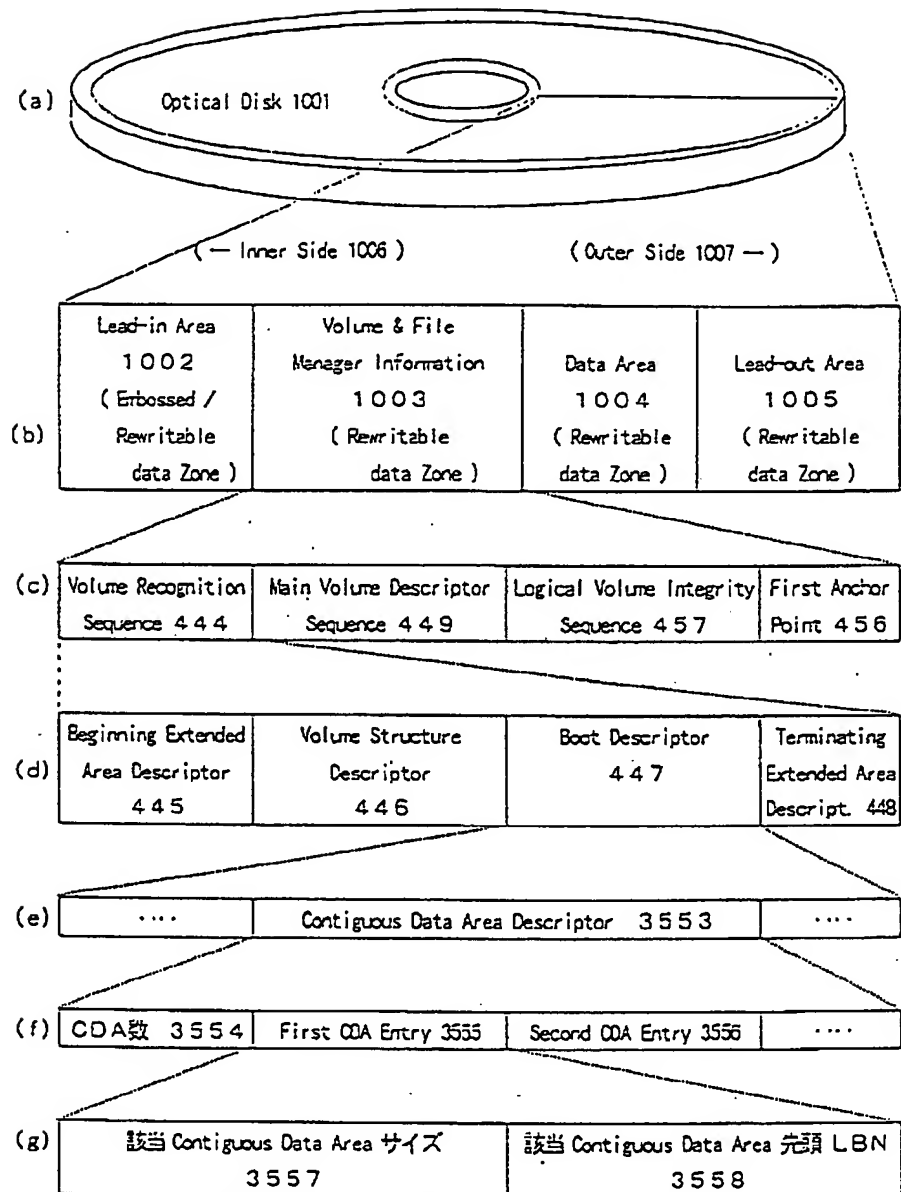 (a) Optical Disk 1001
(← Inner Side 1006 ) (Outer Side 1007 →)
(b)
Lead-in Area
1002
( Embossed /
Rewritable
data Zone )
Volume & File
Manager Information
1003
( Rewritable
data Zone )
Data Area
1004
( Rewritable
data Zone )
Lead-out Area
1005
( Rewritable
data Zone )
(c)
Volume Recognition
Sequence 444
Main Volume Descriptor
Sequence 449
Logical Volume Integrity
Sequence 457
First Anchor
Point 456
(d)
Beginning Extended
Area Descriptor
445
Volume Structure
Descriptor
446
Boot Descriptor
447
Terminating
Extended Area
Descript. 448
(e) ・・・・ Contiguous Data Area Descriptor 3553 ・・・・
(f) CDA数 3554 First CDA Entry 3555 Second CDA Entry 3556 ・・・・
(g)
該当 Contiguous Data Area サイズ
3557
該当 Contiguous Data Area 先頭 LBN
3558